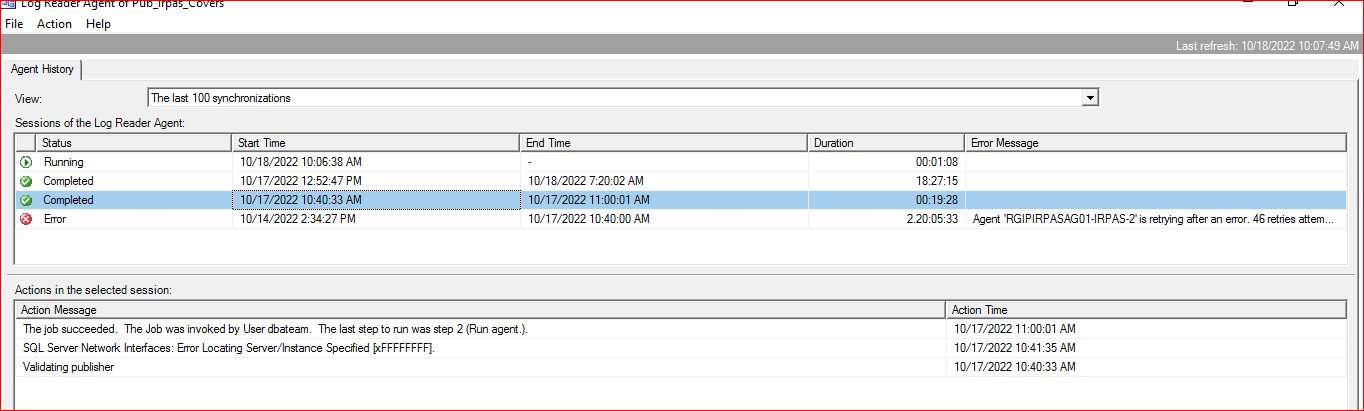 Log Reader Agent of Pub_Irpas_Covers
File Action Help
Last refresh: 10/18/2022 10:07:49 AM
Agent History
View: The last 100 synchronizations
Sessions of the Log Reader Agent:
Status Start Time End Time Duration Error Message
Running 10/18/2022 10:06:38 AM - 00:01:08
Completed 10/17/2022 12:52:47 PM 10/18/2022 7:20:02 AM 18:27:15
Completed 10/17/2022 10:40:33 AM 10/17/2022 11:00:01 AM 00:19:28
Error 10/14/2022 2:34:27 PM 10/17/2022 10:40:00 AM 2.20:05:33 Agent 'RGIPIRPASAG01-IRPAS-2' is retrying after an error. 46 retries attem...
Actions in the selected session:
Action Message Action Time
The job succeeded. The Job was invoked by User dbateam. The last step to run was step 2 (Run agent.). 10/17/2022 11:00:01 AM
SQL Server Network Interfaces: Error Locating Server/Instance Specified [xFFFFFFFF]. 10/17/2022 10:41:35 AM
Validating publisher 10/17/2022 10:40:33 AM